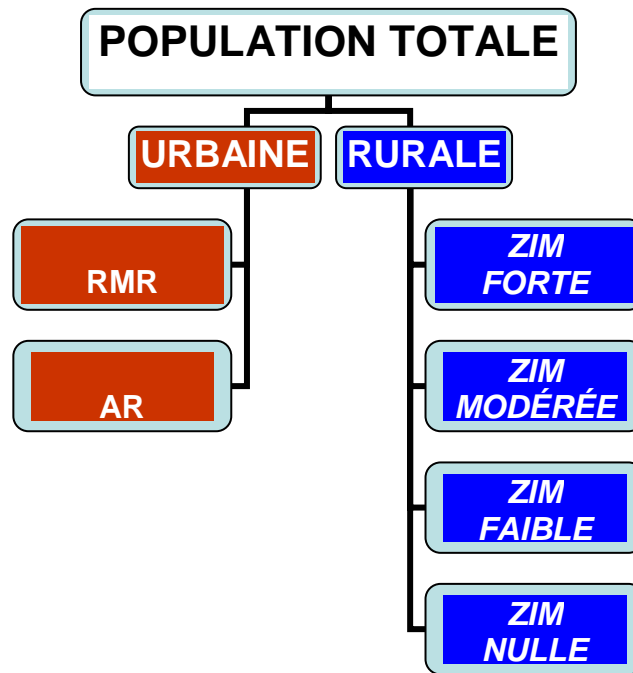 POPULATION TOTALE
URBAINE
RURALE
RMR
AR
ZIM
FORTE
ZIM
MODÉRÉE
ZIM
FAIBLE
ZIM
NULLE